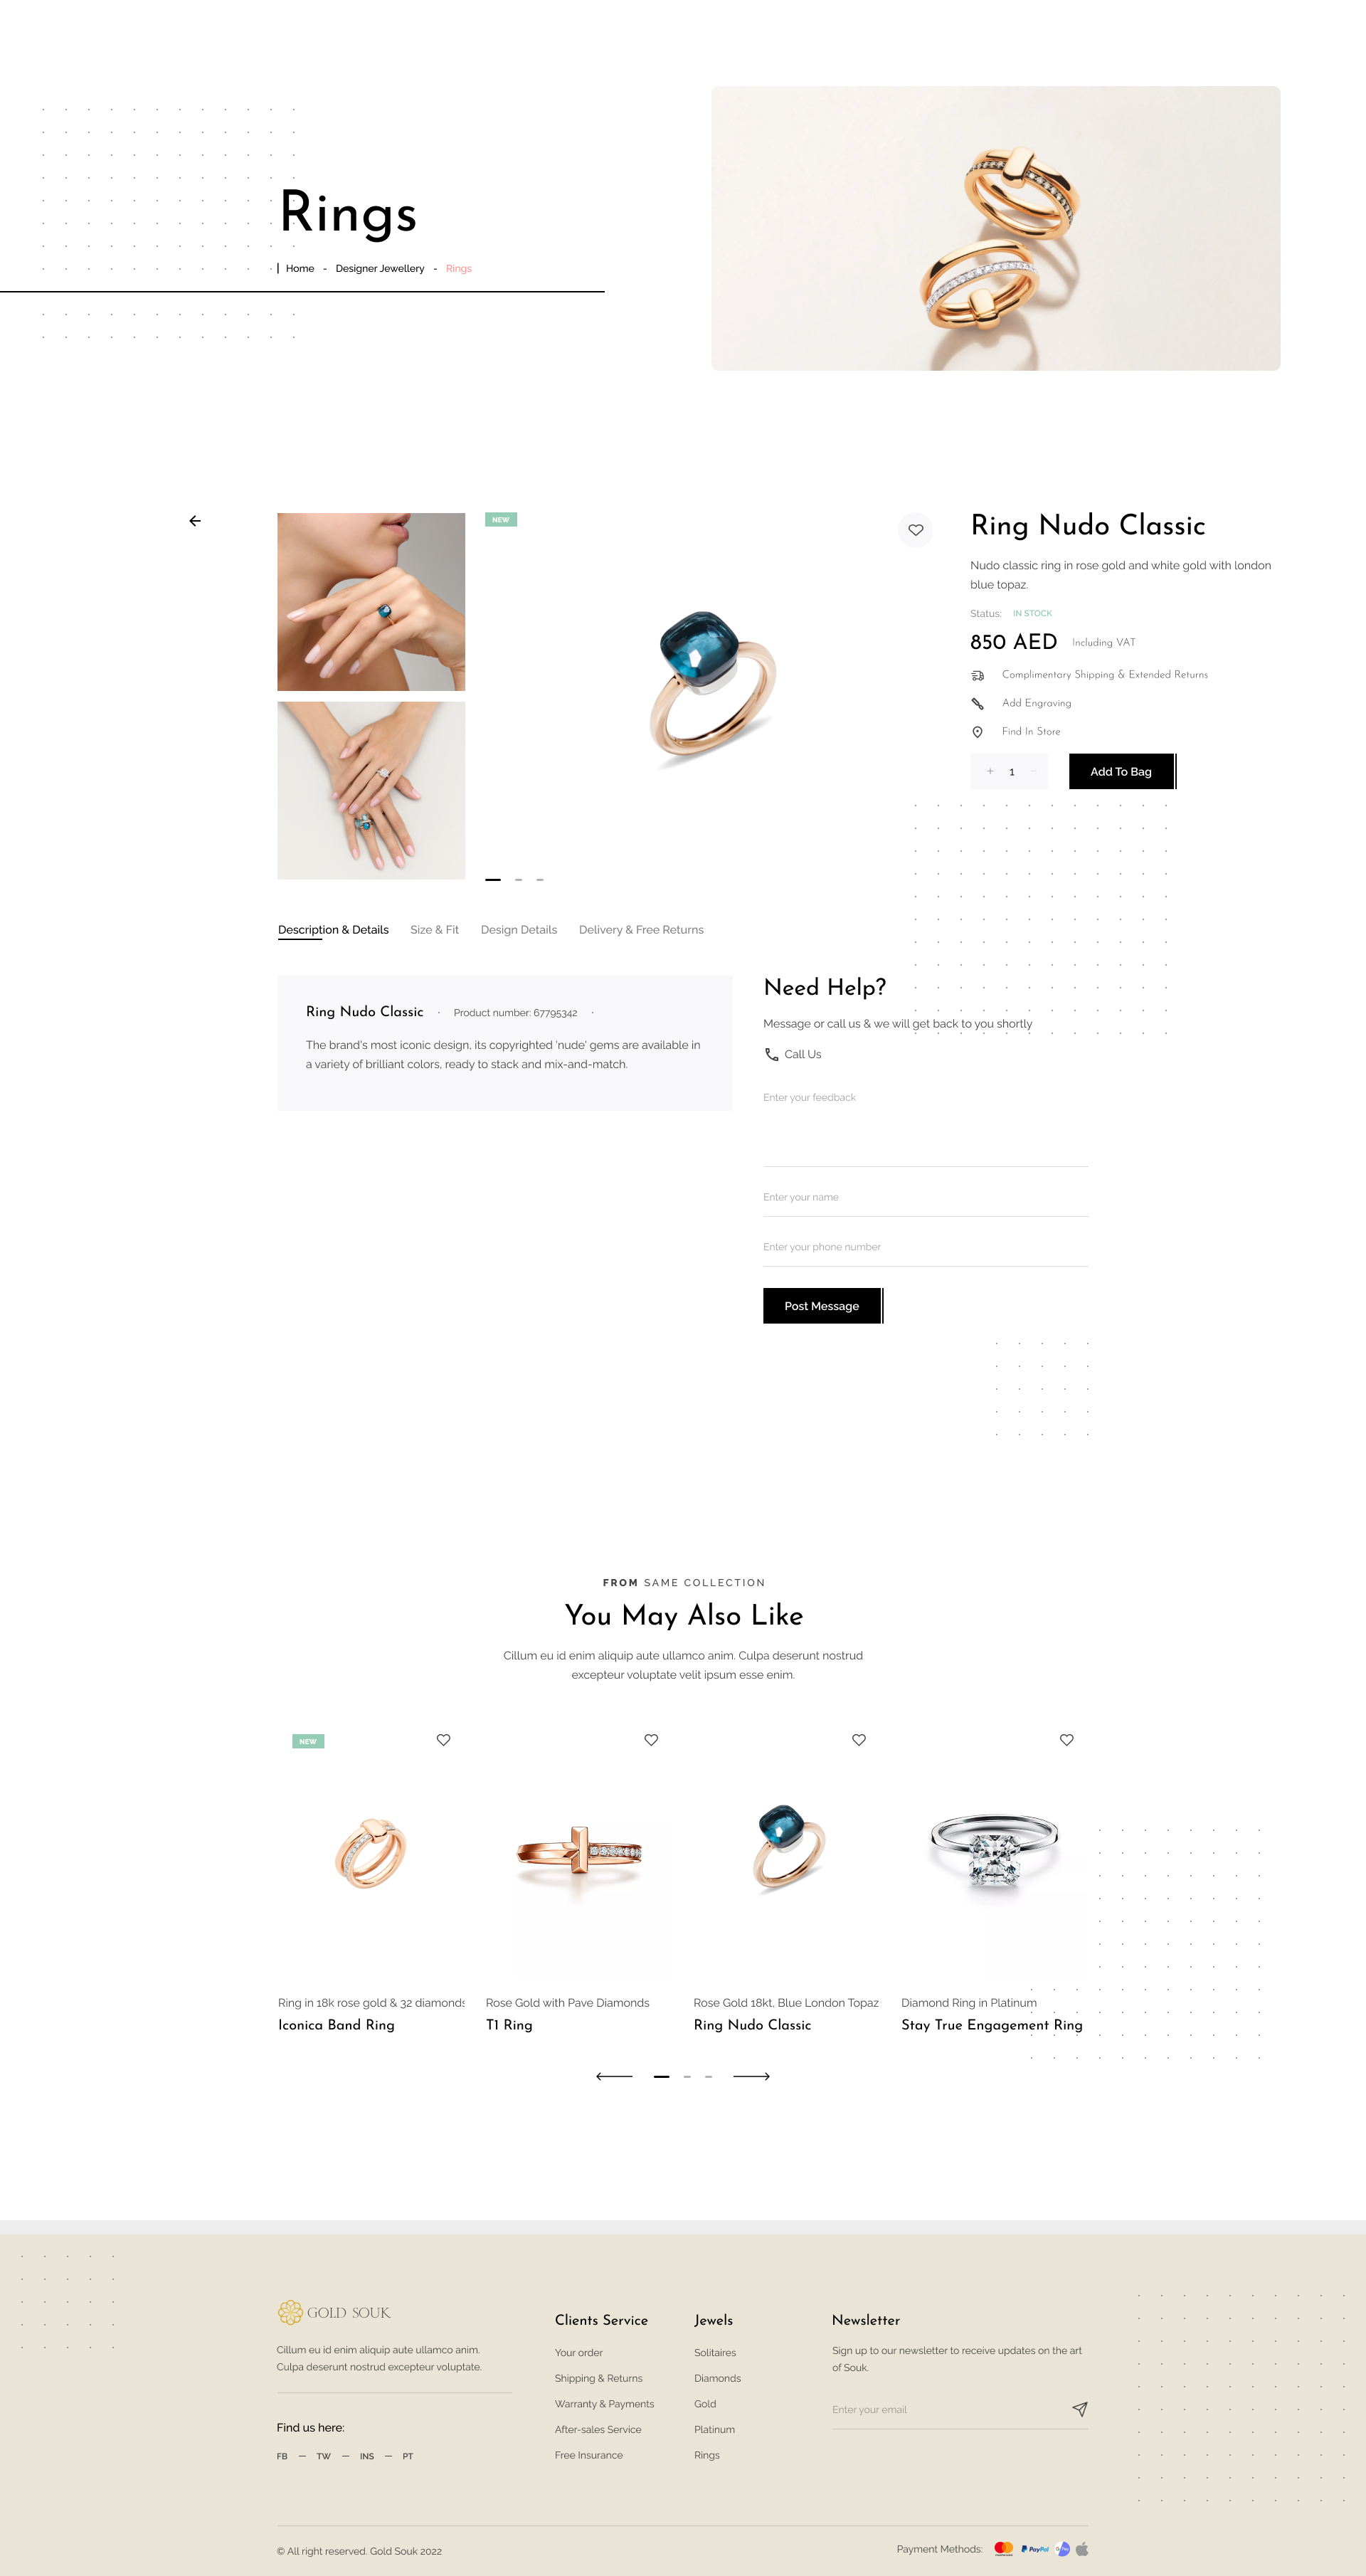 Rings
Home - Designer Jewellery - Rings
NEW
Ring Nudo Classic
Nudo classic ring in rose gold and white gold with london
blue topaz.
Status: IN STOCK
850 AED Including VAT
Complimentary Shipping & Extended Returns
Add Engraving
Find In Store
+ 1 - Add To Bag
Description & Details Size & Fit Design Details Delivery & Free Returns
Ring Nudo Classic · Product number: 67795342 ·
The brand's most iconic design, its copyrighted 'nude' gems are available in
a variety of brilliant colors, ready to stack and mix-and-match.
Need Help?
Message or call us & we will get back to you shortly
Call Us
Enter your feedback
Enter your name
Enter your phone number
Post Message
FROM SAME COLLECTION
You May Also Like
Cillum eu id enim aliquip aute ullamco anim. Culpa deserunt nostrud
excepteur voluptate velit ipsum esse enim.
NEW
Ring in 18k rose gold & 32 diamonds
Iconica Band Ring
Rose Gold with Pave Diamonds
T1 Ring
Rose Gold 18kt, Blue London Topaz
Ring Nudo Classic
Diamond Ring in Platinum
Stay True Engagement Ring
GOLD SOUK
Cillum eu id enim aliquip aute ullamco anim.
Culpa deserunt nostrud excepteur voluptate.
Find us here:
FB — TW — INS — PT
Clients Service
Your order
Shipping & Returns
Warranty & Payments
After-sales Service
Free Insurance
Jewels
Solitaires
Diamonds
Gold
Platinum
Rings
Newsletter
Sign up to our newsletter to receive updates on the art
of Souk.
Enter your email
© All right reserved. Gold Souk 2022
Payment Methods:
PayPal